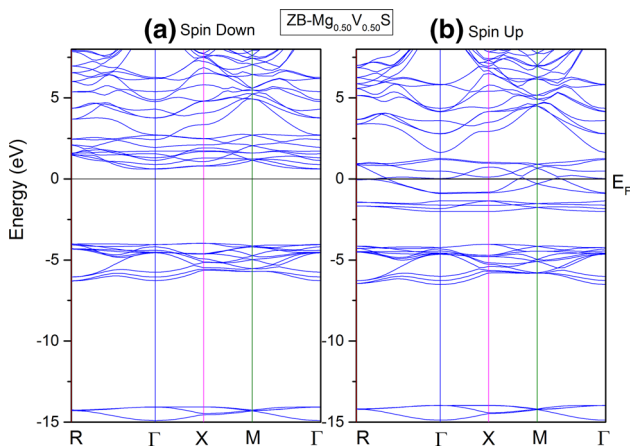 (a) Spin Down
ZB-Mg0.50V0.50S
(b) Spin Up
Energy (eV)
5
0
-5
-10
-15
R Γ X M Γ
5
0
-5
-10
-15
R Γ X M Γ
EF